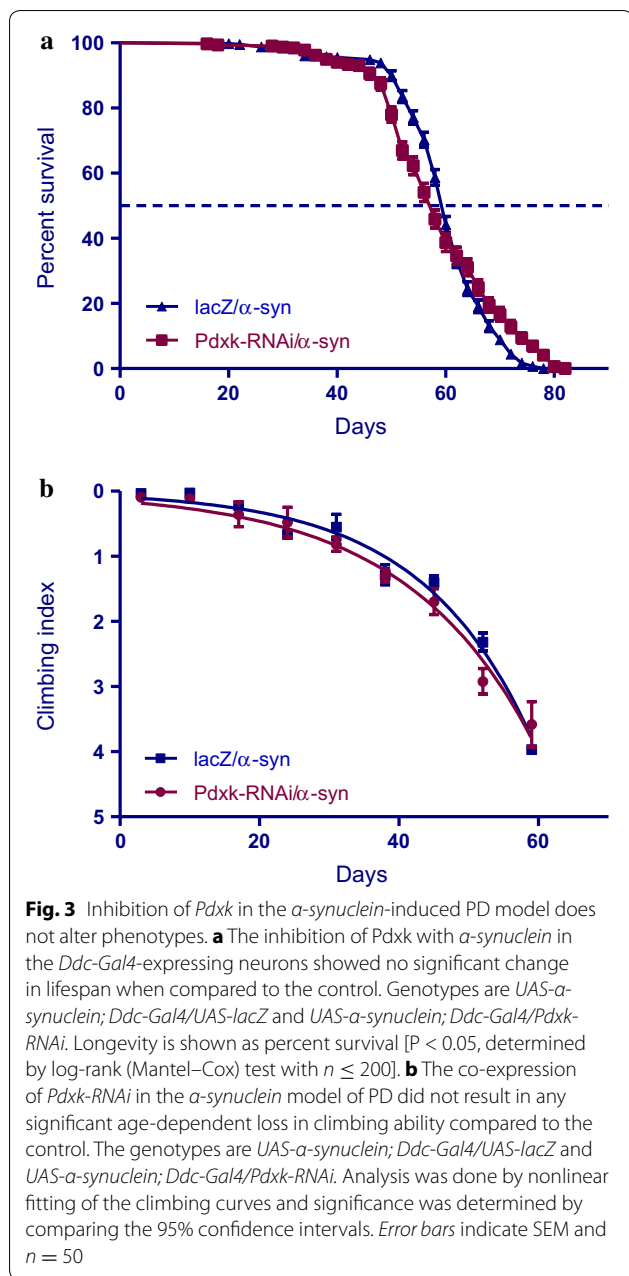 a
100
80
60
40
20
0
Percent survival
lacZ/α-syn
Pdxk-RNAi/α-syn
0 20 40 60 80
Days
b
0
1
2
3
4
5
Climbing index
lacZ/α-syn
Pdxk-RNAi/α-syn
0 20 40 60
Days
Fig. 3 Inhibition of Pdxk in the α-synuclein-induced PD model does
not alter phenotypes. a The inhibition of Pdxk with α-synuclein in
the Ddc-Gal4-expressing neurons showed no significant change
in lifespan when compared to the control. Genotypes are UAS-α-
synuclein; Ddc-Gal4/UAS-lacZ and UAS-α-synuclein; Ddc-Gal4/Pdxk-
RNAi. Longevity is shown as percent survival [P < 0.05, determined
by log-rank (Mantel–Cox) test with n ≤ 200]. b The co-expression
of Pdxk-RNAi in the α-synuclein model of PD did not result in any
significant age-dependent loss in climbing ability compared to the
control. The genotypes are UAS-α-synuclein; Ddc-Gal4/UAS-lacZ and
UAS-α-synuclein; Ddc-Gal4/Pdxk-RNAi. Analysis was done by nonlinear
fitting of the climbing curves and significance was determined by
comparing the 95% confidence intervals. Error bars indicate SEM and
n = 50